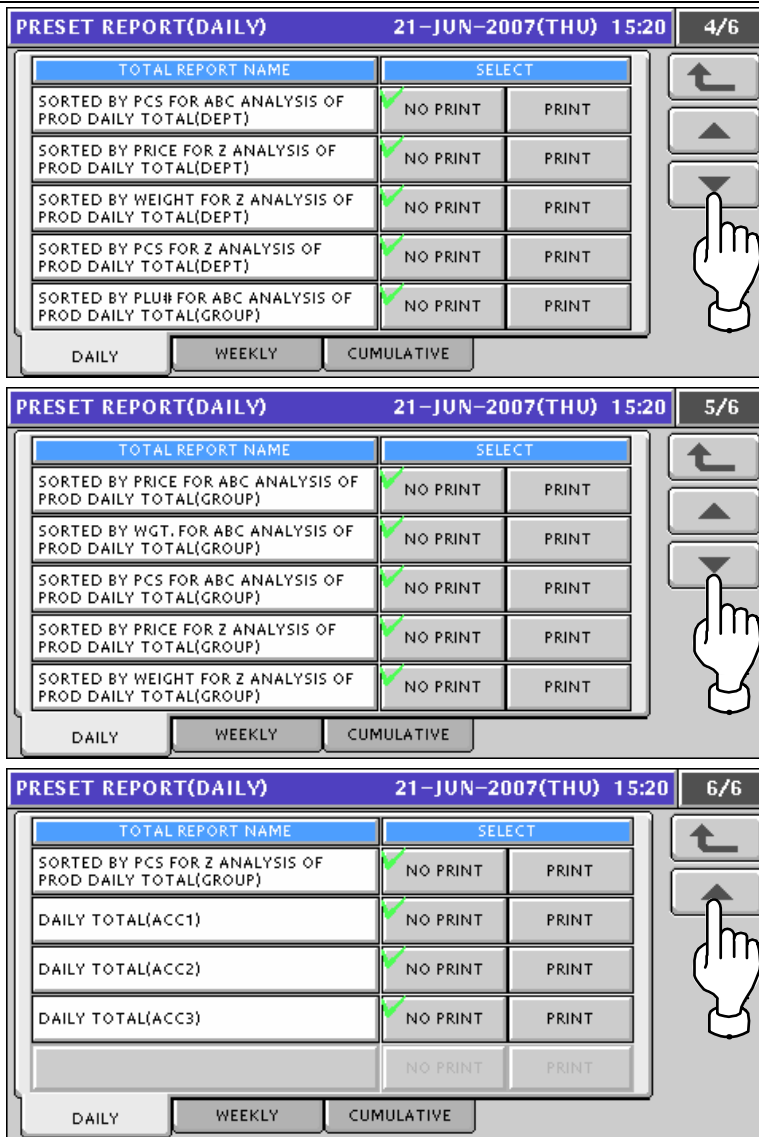 PRESET REPORT(DAILY) 21-JUN-2007(THU) 15:20 4/6
TOTAL REPORT NAME SELECT
SORTED BY PCS FOR ABC ANALYSIS OF
PROD DAILY TOTAL(DEPT)
NO PRINT PRINT
SORTED BY PRICE FOR Z ANALYSIS OF
PROD DAILY TOTAL(DEPT)
NO PRINT PRINT
SORTED BY WEIGHT FOR Z ANALYSIS OF
PROD DAILY TOTAL(DEPT)
NO PRINT PRINT
SORTED BY PCS FOR Z ANALYSIS OF
PROD DAILY TOTAL(DEPT)
NO PRINT PRINT
SORTED BY PLU# FOR ABC ANALYSIS OF
PROD DAILY TOTAL(GROUP)
NO PRINT PRINT
DAILY WEEKLY CUMULATIVE
PRESET REPORT(DAILY) 21-JUN-2007(THU) 15:20 5/6
TOTAL REPORT NAME SELECT
SORTED BY PRICE FOR ABC ANALYSIS OF
PROD DAILY TOTAL(GROUP)
NO PRINT PRINT
SORTED BY WGT. FOR ABC ANALYSIS OF
PROD DAILY TOTAL(GROUP)
NO PRINT PRINT
SORTED BY PCS FOR ABC ANALYSIS OF
PROD DAILY TOTAL(GROUP)
NO PRINT PRINT
SORTED BY PRICE FOR Z ANALYSIS OF
PROD DAILY TOTAL(GROUP)
NO PRINT PRINT
SORTED BY WEIGHT FOR Z ANALYSIS OF
PROD DAILY TOTAL(GROUP)
NO PRINT PRINT
DAILY WEEKLY CUMULATIVE
PRESET REPORT(DAILY) 21-JUN-2007(THU) 15:20 6/6
TOTAL REPORT NAME SELECT
SORTED BY PCS FOR Z ANALYSIS OF
PROD DAILY TOTAL(GROUP)
NO PRINT PRINT
DAILY TOTAL(ACC1) NO PRINT PRINT
DAILY TOTAL(ACC2) NO PRINT PRINT
DAILY TOTAL(ACC3) NO PRINT PRINT
NO PRINT PRINT
DAILY WEEKLY CUMULATIVE